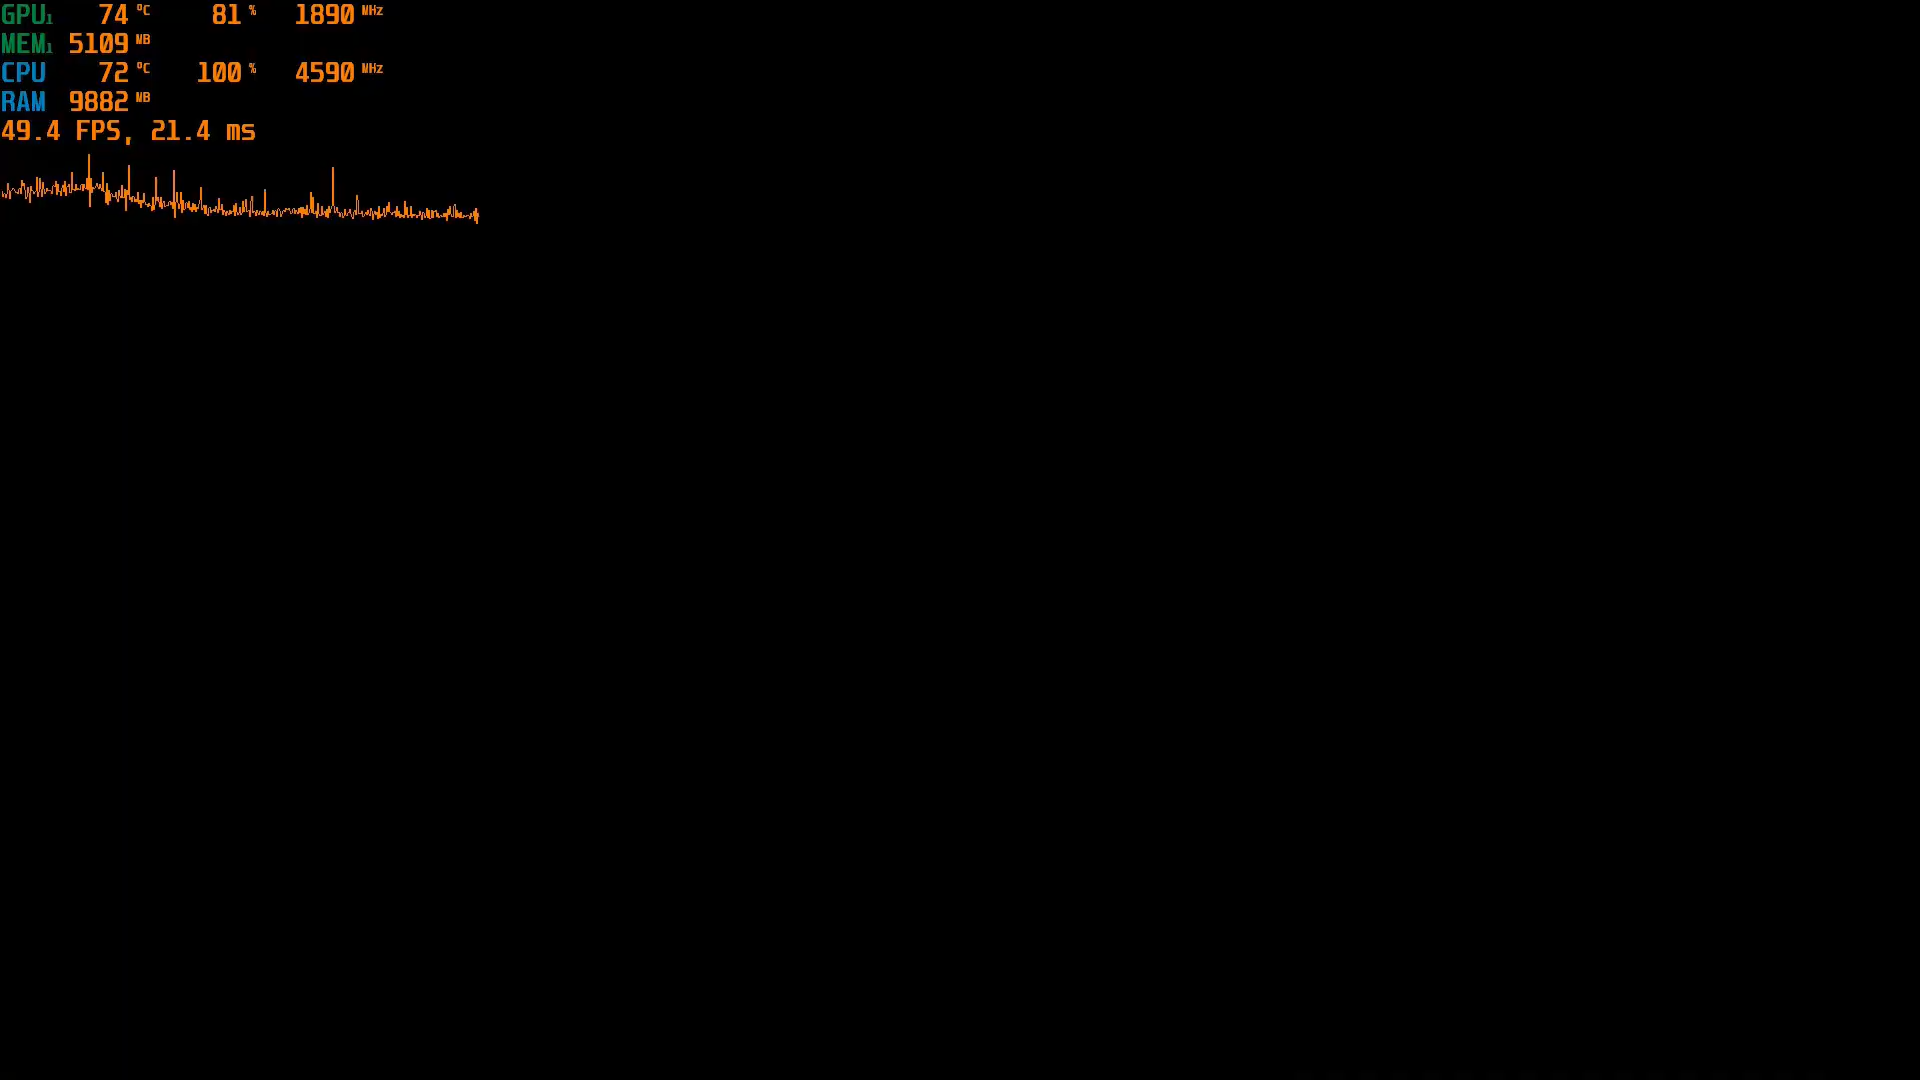 GPU1 74 °C 81 % 1890 MHz
MEM1 5109 MB
CPU 72 °C 100 % 4590 MHz
RAM 9882 MB
49.4 FPS, 21.4 ms